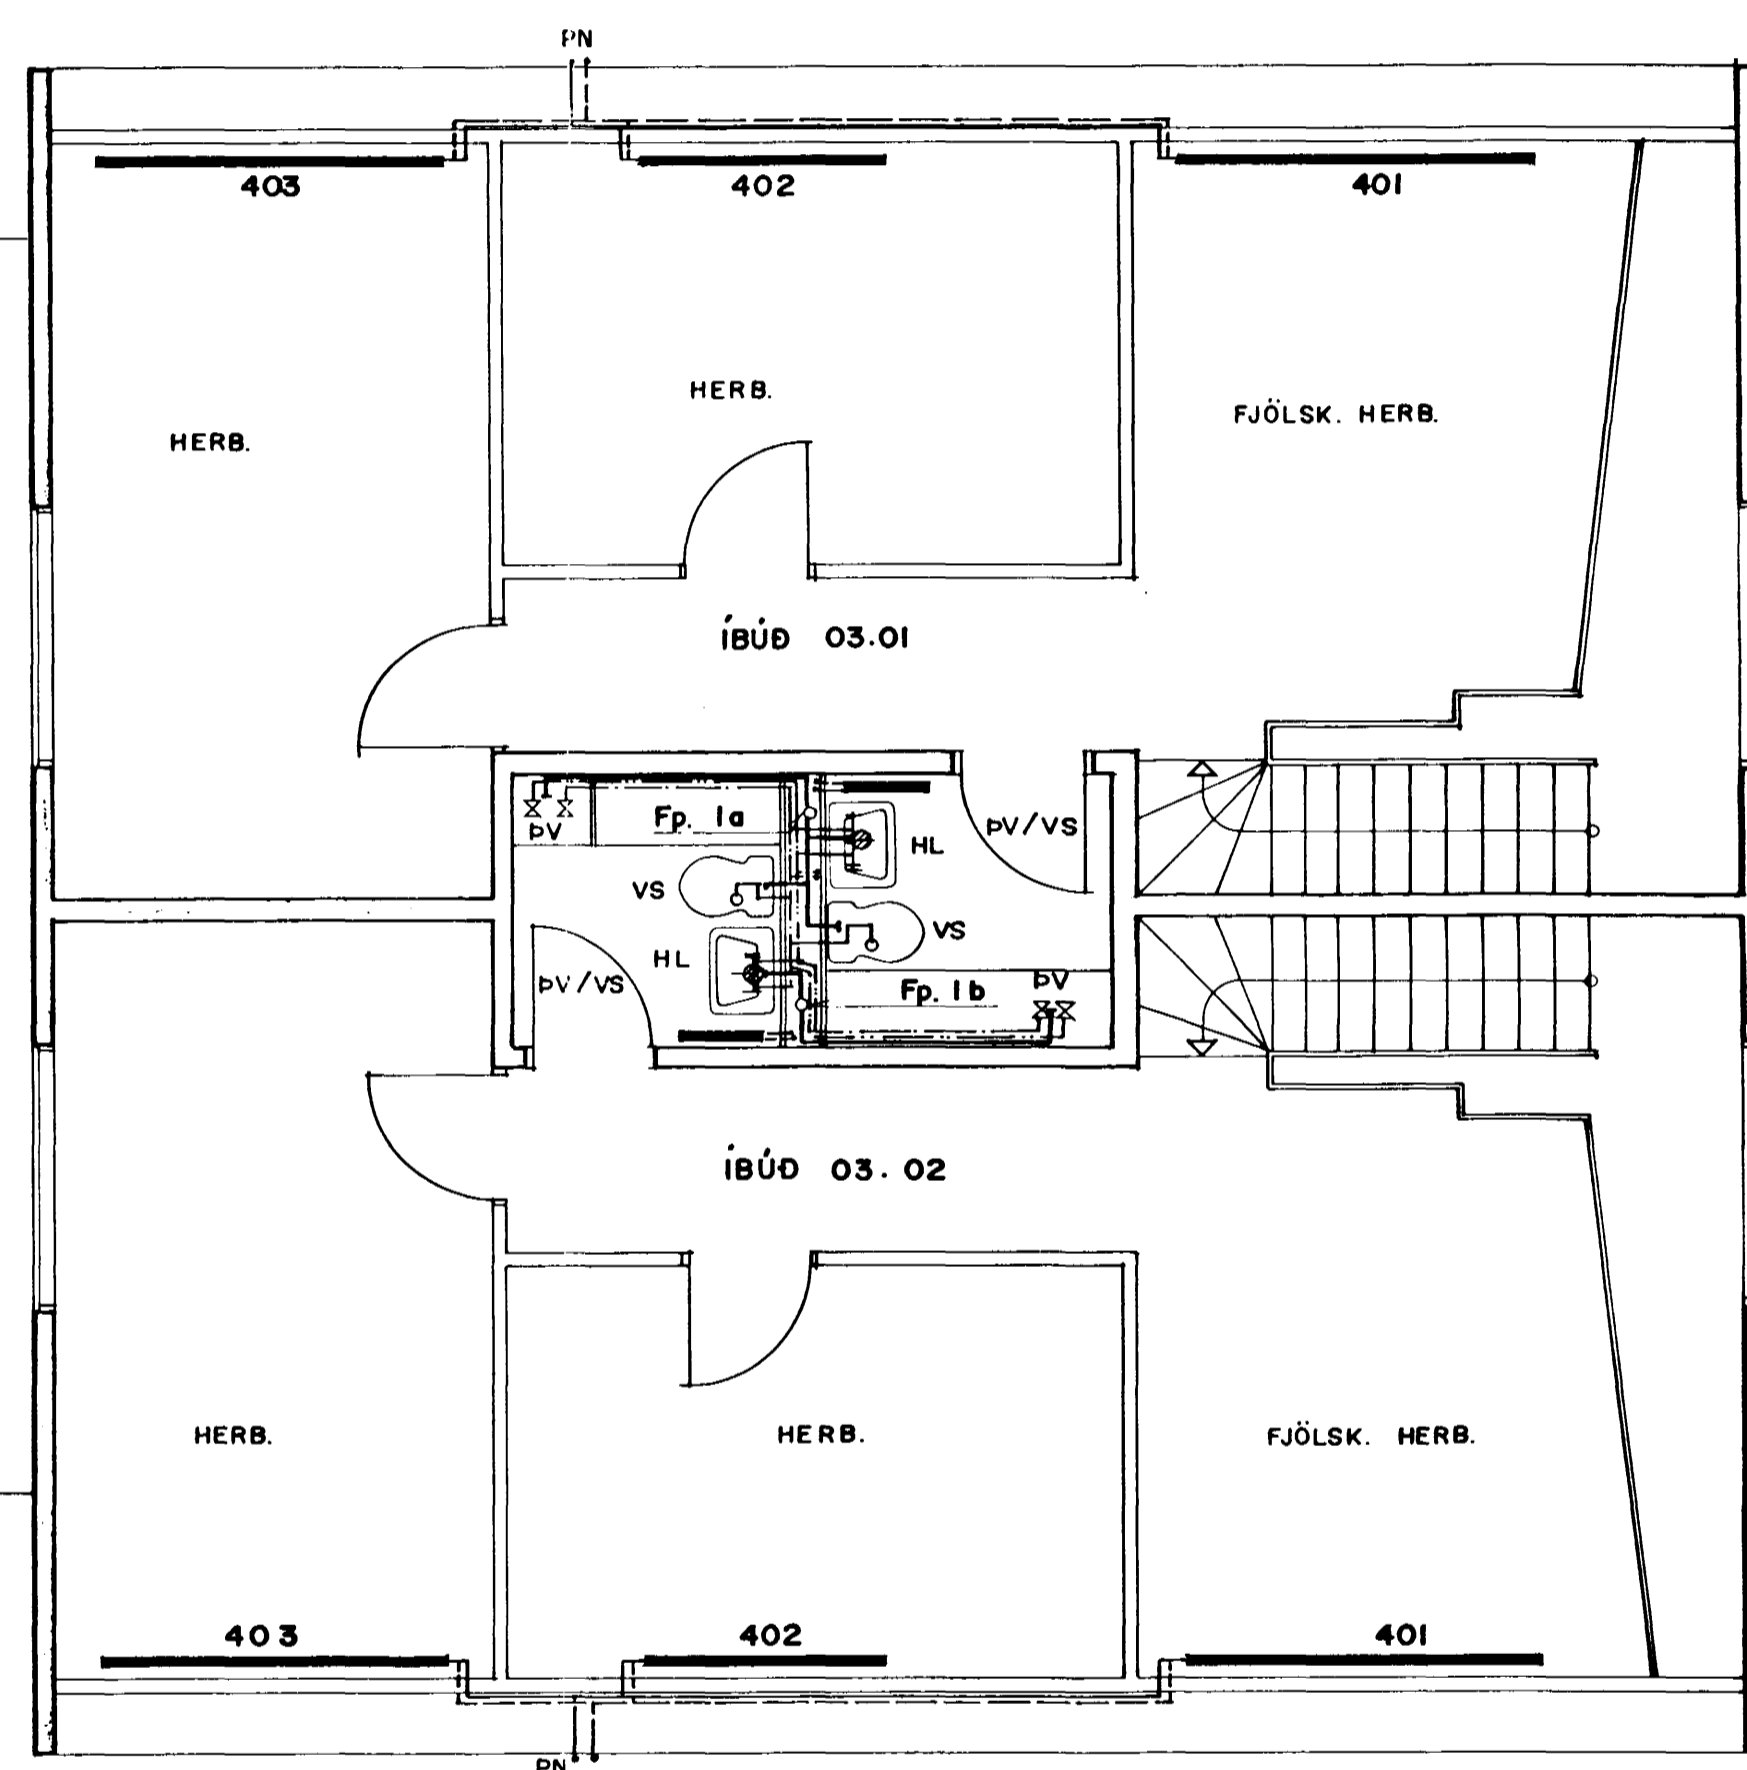 PN
403
402
401
HERB.
HERB.
FJÖLSK. HERB.
ÍBÚÐ 03.01
ÞV
Fp. 1a
HL
ÞV/VS
VS
VS
HL
ÞV/VS
Fp. 1b
ÞV
ÍBÚÐ 03.02
HERB.
HERB.
FJÖLSK. HERB.
403
402
401
PN